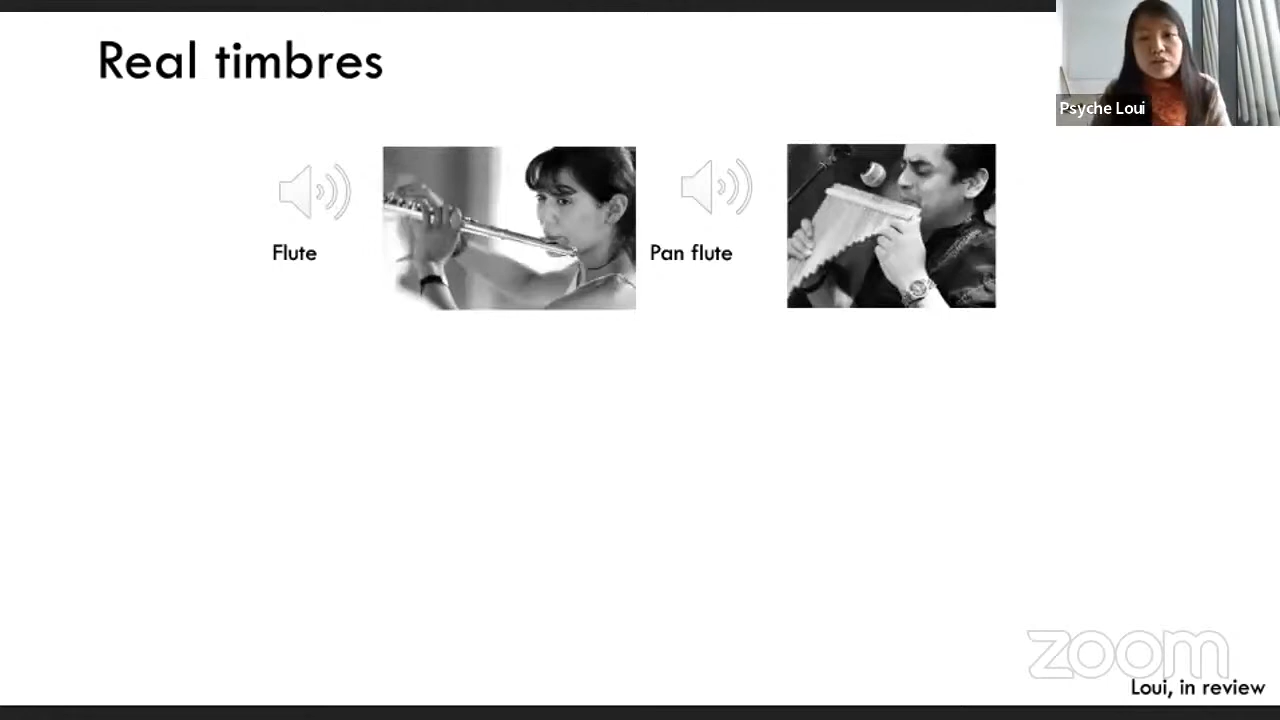 Real timbres
Psyche Loui
Flute
Pan flute
zoom
Loui, in review